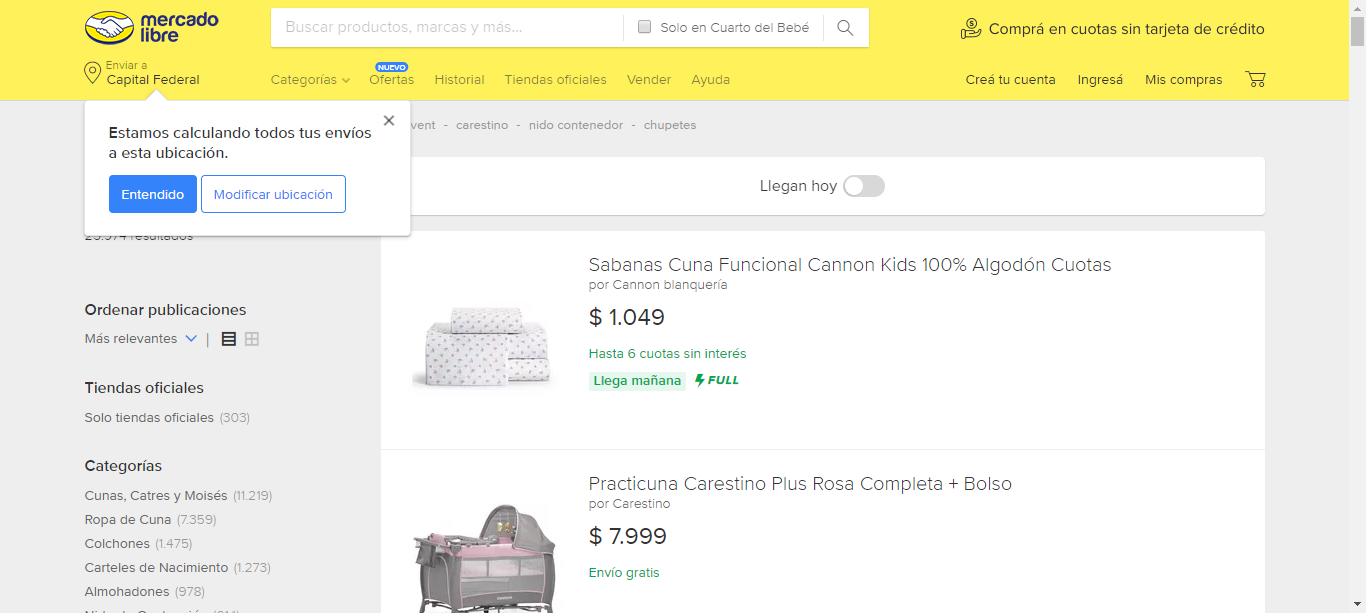 mercado
libre
Buscar productos, marcas y más...
Solo en Cuarto del Bebé
Comprá en cuotas sin tarjeta de crédito
Enviar a
Capital Federal
Categorías
NUEVO
Ofertas
Historial
Tiendas oficiales
Vender
Ayuda
Creá tu cuenta
Ingresá
Mis compras
Estamos calculando todos tus envíos
a esta ubicación.
Entendido
Modificar ubicación
vent - carestino - nido contenedor - chupetes
Llegan hoy
resultados
Ordenar publicaciones
Más relevantes
Tiendas oficiales
Solo tiendas oficiales (303)
Categorías
Cunas, Catres y Moisés (11.219)
Ropa de Cuna (7.359)
Colchones (1.475)
Carteles de Nacimiento (1.273)
Almohadones (978)
Sabanas Cuna Funcional Cannon Kids 100% Algodón Cuotas
por Cannon blanquería
$ 1.049
Hasta 6 cuotas sin interés
Llega mañana FULL
Practicuna Carestino Plus Rosa Completa + Bolso
por Carestino
$ 7.999
Envío gratis